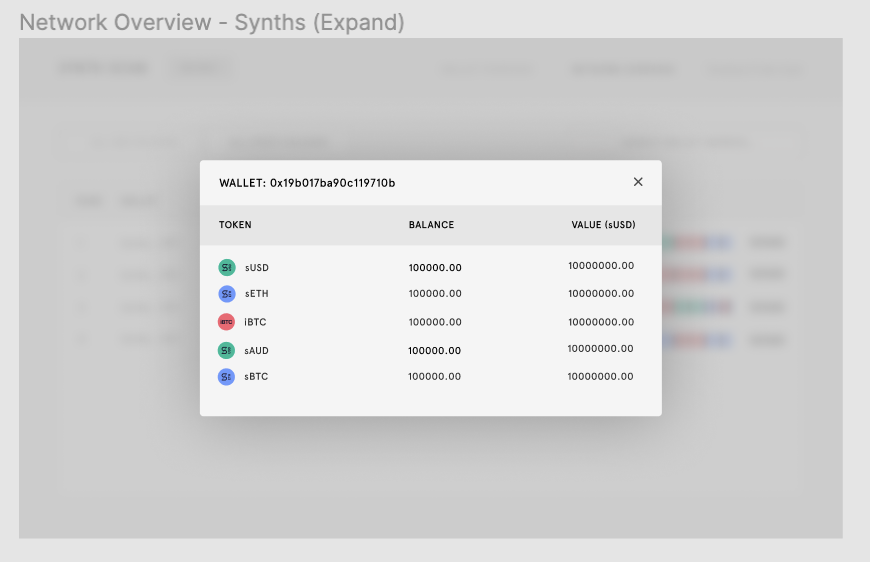 Network Overview - Synths (Expand)
WALLET: 0x19b017ba90c119710b ✕
TOKEN BALANCE VALUE (sUSD)
sUSD 100000.00 10000000.00
sETH 100000.00 10000000.00
iBTC iBTC 100000.00 10000000.00
sAUD 100000.00 10000000.00
sBTC 100000.00 10000000.00